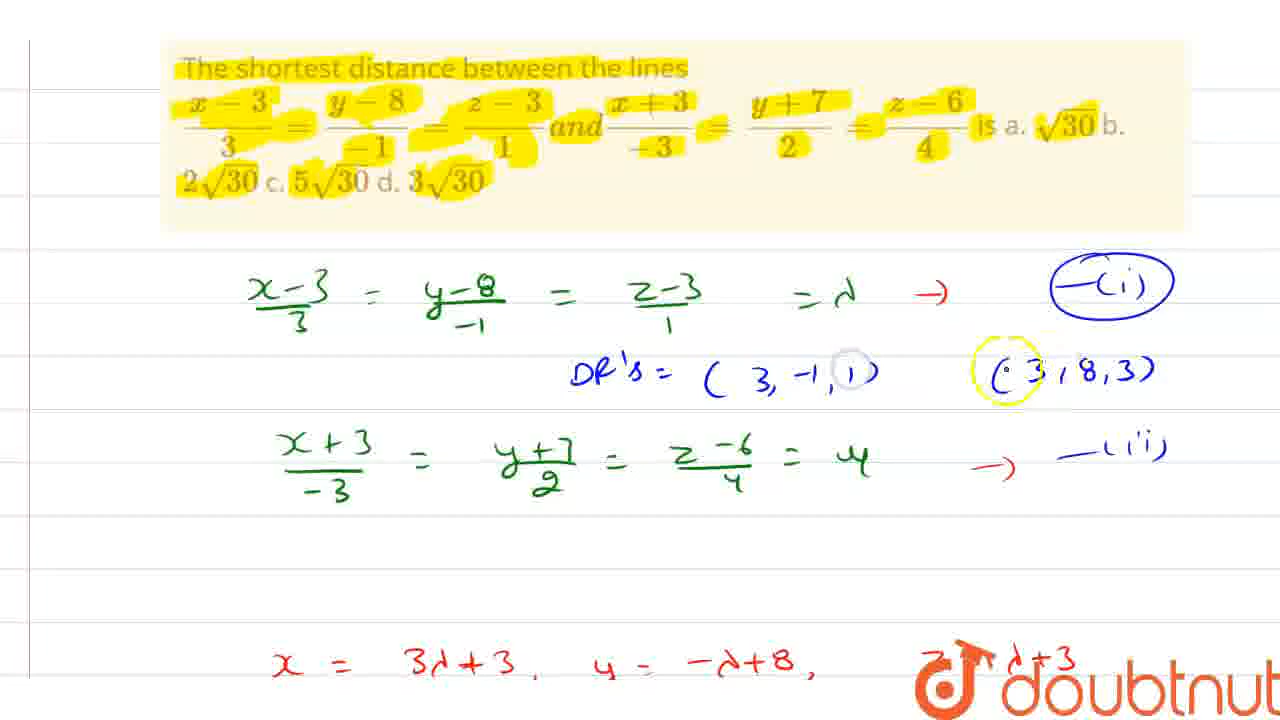 The shortest distance between the lines
x − 3/3 = y − 8/−1 = z − 3/1 and x + 3/−3 = y + 7/2 = z − 6/4 is a. √30 b.
2√30 c. 5√30 d. 3√30
x−3/3 = y−8/−1 = z−3/1 = λ → —(i)
DR's = (3, −1, 1) (3, 8, 3)
x+3/−3 = y+7/2 = z−6/4 = μ → —(ii)
x = 3λ+3, y = −λ+8, z = λ+3
doubtnut